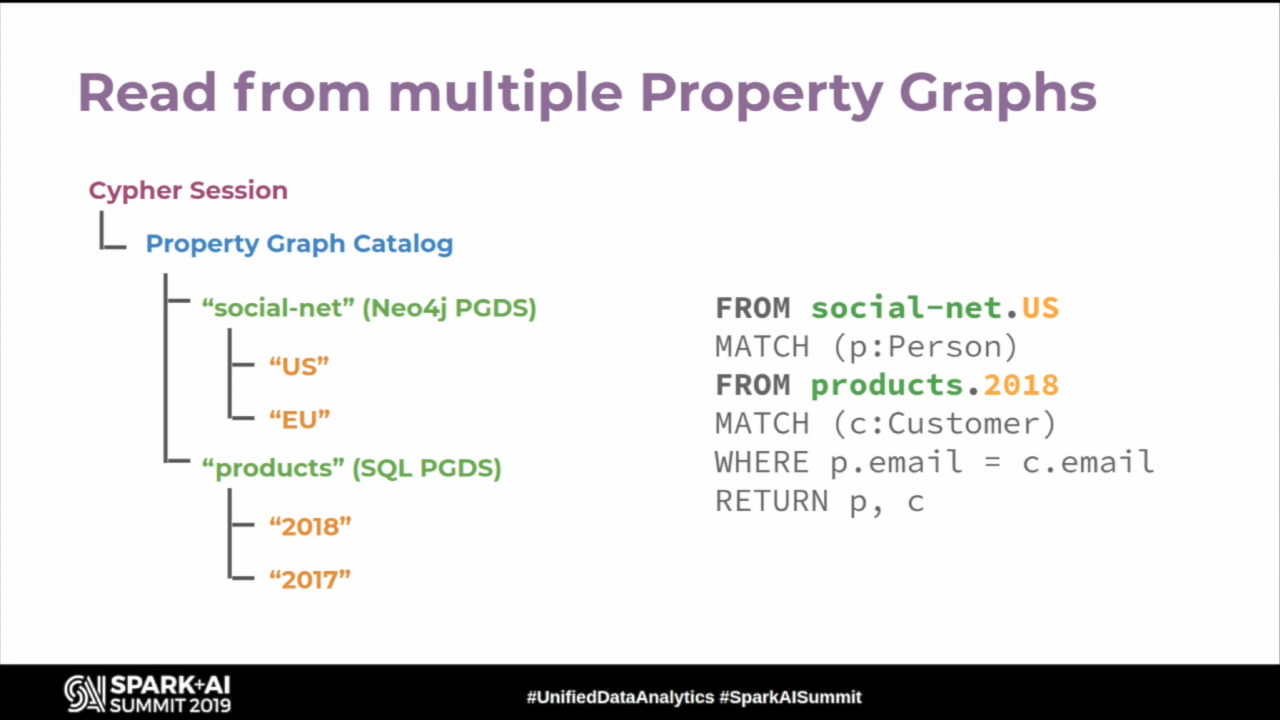 Read from multiple Property Graphs
Cypher Session
Property Graph Catalog
“social-net” (Neo4j PGDS)
“US”
“EU”
“products” (SQL PGDS)
“2018”
“2017”
FROM social-net.US
MATCH (p:Person)
FROM products.2018
MATCH (c:Customer)
WHERE p.email = c.email
RETURN p, c
SPARK+AI
SUMMIT 2019
#UnifiedDataAnalytics #SparkAISummit